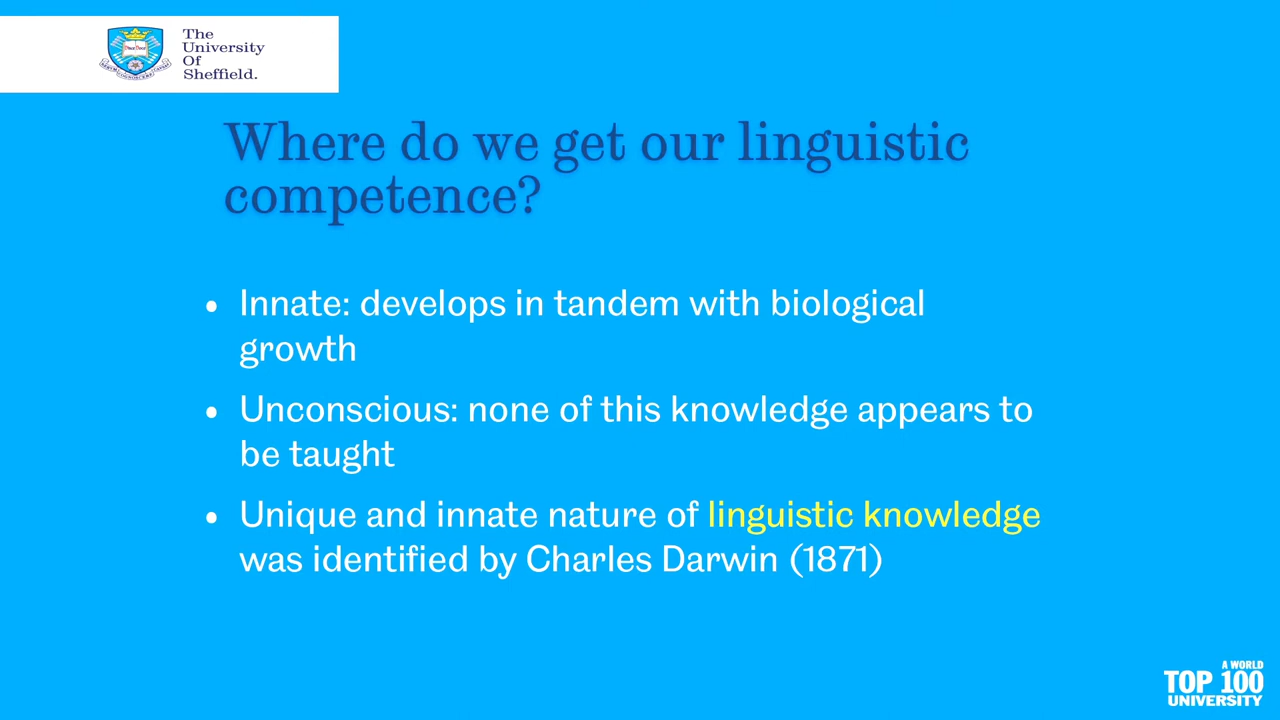 The
University
Of
Sheffield.
Where do we get our linguistic
competence?
• Innate: develops in tandem with biological
growth
• Unconscious: none of this knowledge appears to
be taught
• Unique and innate nature of linguistic knowledge
was identified by Charles Darwin (1871)
A WORLD
TOP 100
UNIVERSITY